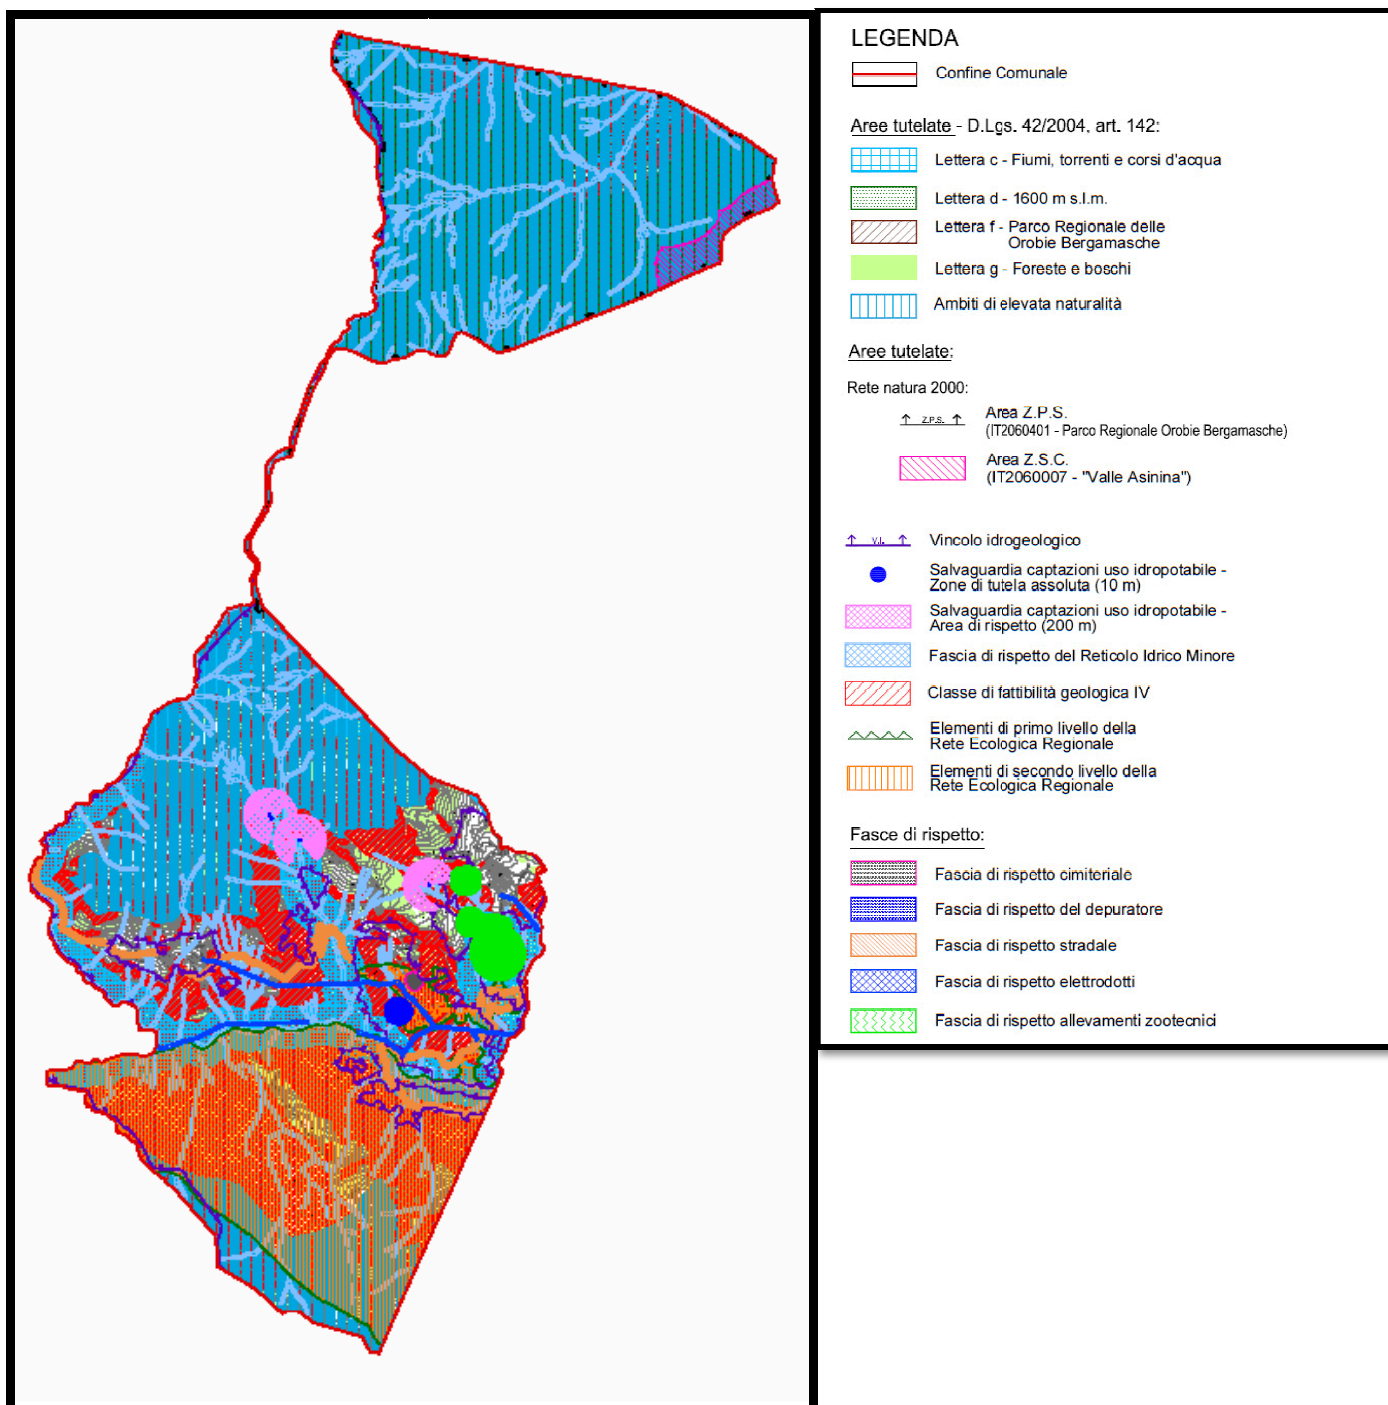 LEGENDA
Confine Comunale
Aree tutelate - D.Lgs. 42/2004, art. 142:
Lettera c - Fiumi, torrenti e corsi d'acqua
Lettera d - 1600 m s.l.m.
Lettera f - Parco Regionale delle
Orobie Bergamasche
Lettera g - Foreste e boschi
Ambiti di elevata naturalità
Aree tutelate:
Rete natura 2000:
Z.P.S.
Area Z.P.S.
(IT2060401 - Parco Regionale Orobie Bergamasche)
Area Z.S.C.
(IT2060007 - "Valle Asinina")
V.I.
Vincolo idrogeologico
Salvaguardia captazioni uso idropotabile -
Zone di tutela assoluta (10 m)
Salvaguardia captazioni uso idropotabile -
Area di rispetto (200 m)
Fascia di rispetto del Reticolo Idrico Minore
Classe di fattibilità geologica IV
Elementi di primo livello della
Rete Ecologica Regionale
Elementi di secondo livello della
Rete Ecologica Regionale
Fasce di rispetto:
Fascia di rispetto cimiteriale
Fascia di rispetto del depuratore
Fascia di rispetto stradale
Fascia di rispetto elettrodotti
Fascia di rispetto allevamenti zootecnici